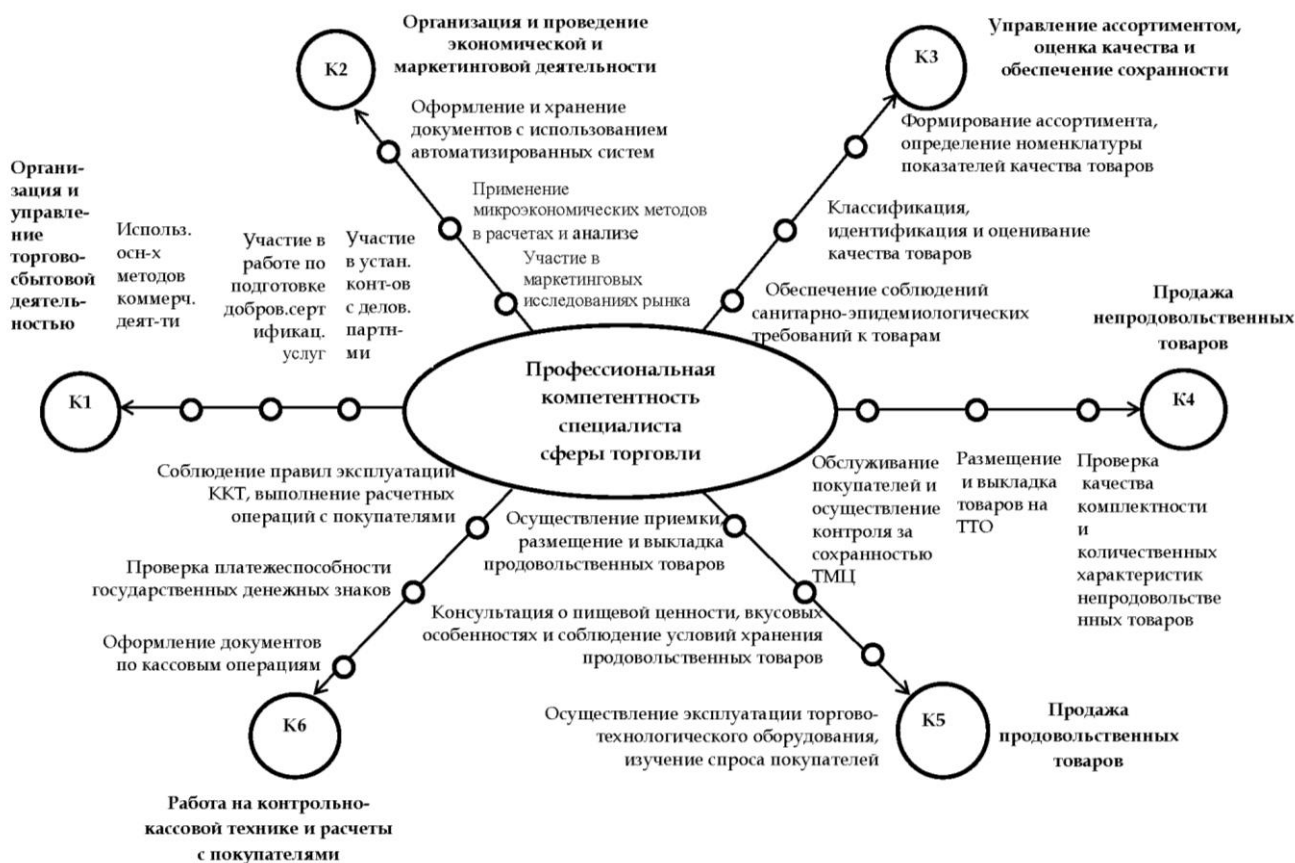 Организация и проведение
экономической и
маркетинговой деятельности
К2
Оформление и хранение
документов с использованием
автоматизированных систем
Применение
микроэкономических методов
в расчетах и анализе
Участие в
маркетинговых
исследованиях рынка
Управление ассортиментом,
оценка качества и
обеспечение сохранности
К3
Формирование ассортимента,
определение номенклатуры
показателей качества товаров
Классификация,
идентификация и оценивание
качества товаров
Обеспечение соблюдений
санитарно-эпидемиологических
требований к товарам
Органи-
зация и
управле-
ние
торгово-
сбытовой
деятель-
ностью
Использ.
осн-х
методов
коммерч.
деят-ти
Участие в
работе по
подготовке
добров.серт
ификац.
услуг
Участие
в устан.
конт-ов
с делов.
партн-
ми
К1
Профессиональная
компетентность
специалиста
сферы торговли
Продажа
непродовольственных
товаров
К4
Обслуживание
покупателей и
осуществление
контроля за
сохранностью
ТМЦ
Размещение
и выкладка
товаров на
ТТО
Проверка
качества
комплектности
и
количественных
характеристик
непродовольстве
нных товаров
Соблюдение правил эксплуатации
ККТ, выполнение расчетных
операций с покупателями
Проверка платежеспособности
государственных денежных знаков
Оформление документов
по кассовым операциям
К6
Работа на контрольно-
кассовой технике и расчеты
с покупателями
Осуществление приемки,
размещение и выкладка
продовольственных товаров
Консультация о пищевой ценности, вкусовых
особенностях и соблюдение условий хранения
продовольственных товаров
Осуществление эксплуатации торгово-
технологического оборудования,
изучение спроса покупателей
К5
Продажа
продовольственных
товаров